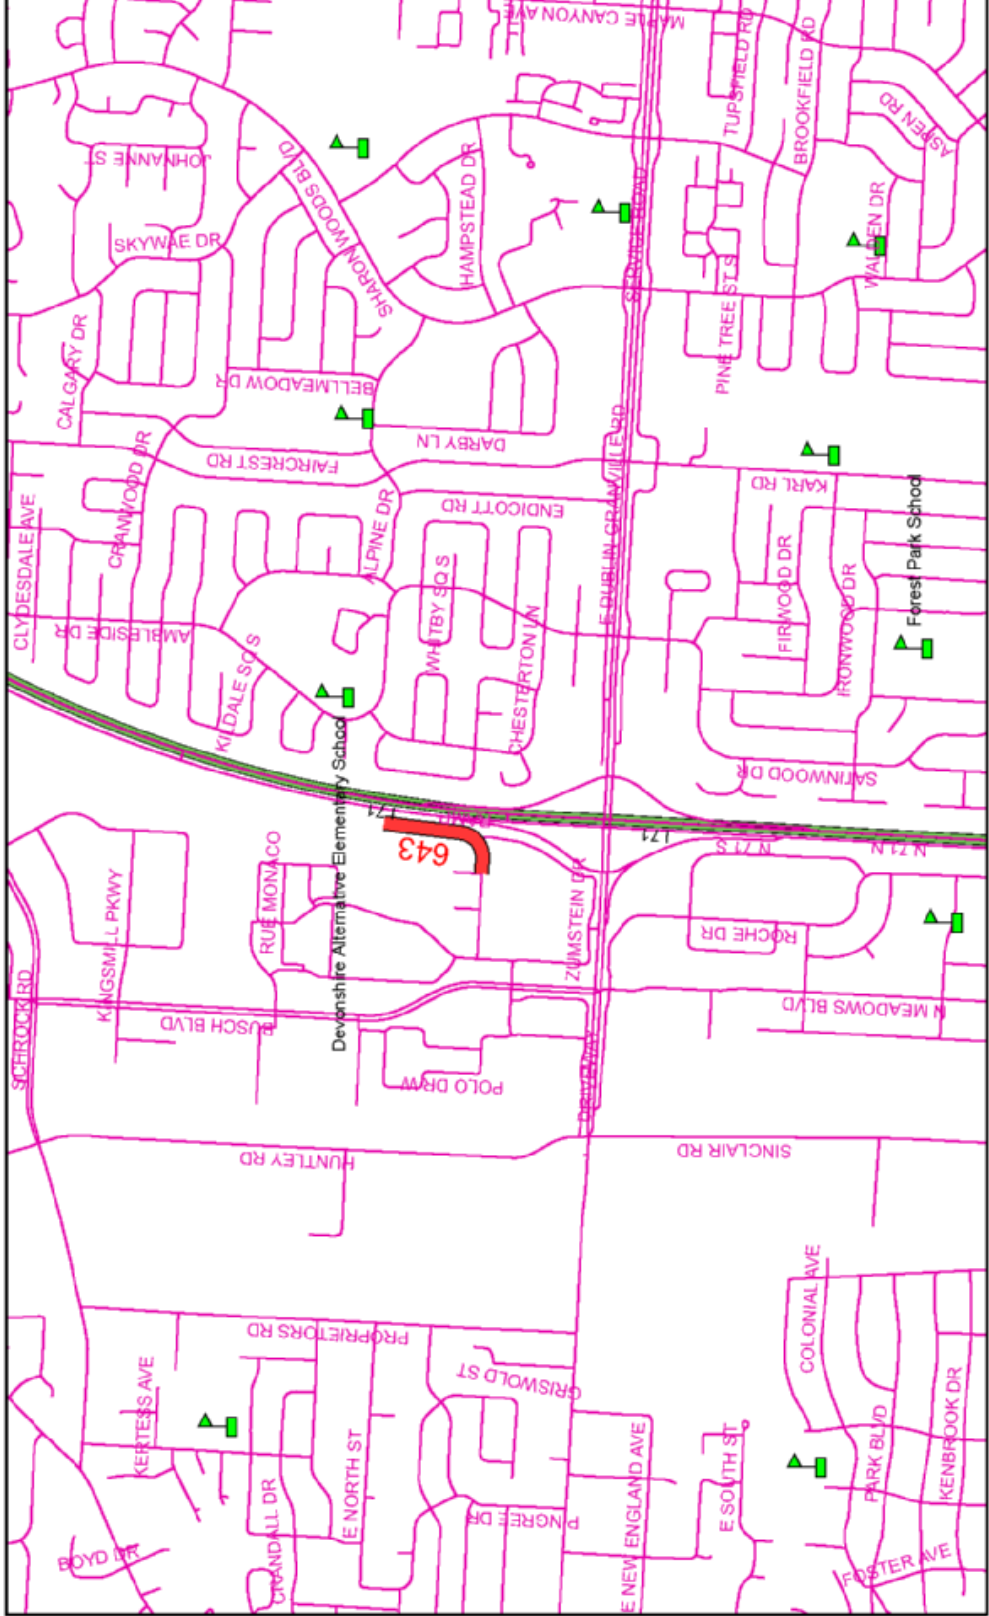 MAPLE CANYON AVE
TUPSFIELD RD
BROOKFIELD RD
ASPEN RD
JOHNANNE ST
SHARON WOODS BLVD
HAMPSTEAD DR
SKYWAE DR
SERVICE ROAD
WALDEN DR
PINE TREE ST S
CALGARY DR
BELLMEADOW DR
DARBY LN
FAIRCREST RD
CRANWOOD DR
KARL RD
ENDICOTT RD
E DUBLIN GRANVILLE RD
ALPINE DR
CLYDESDALE AVE
AMBLESIDE DR
WHITBY SQ S
FIRWOOD DR
IRONWOOD DR
Forest Park School
KILDALE SQ S
CHESTERTON LN
SATINWOOD DR
Devonshire Alternative Elementary School
I 71
RAMP
643
I 71
N 71 S
N 71 N
RUE MONACO
KINGSMILL PKWY
ZUMSTEIN DR
ROCHE DR
SCHROCK RD
BUSCH BLVD
N MEADOWS BLVD
POLO DR W
DRIVEWAY
HUNTLEY RD
SINCLAIR RD
PROPRIETORS RD
COLONIAL AVE
GRISWOLD ST
KERTESS AVE
E NORTH ST
PARK BLVD
KENBROOK DR
CRANDALL DR
PINGREE DR
E NEW ENGLAND AVE
E SOUTH ST
BOYD DR
FOSTER AVE